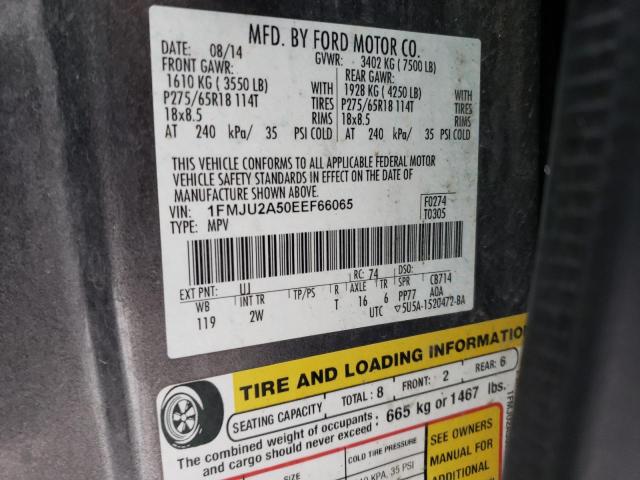 MFD. BY FORD MOTOR CO.
DATE: 08/14 GVWR: 3402 KG ( 7500 LB)
FRONT GAWR: REAR GAWR:
1610 KG ( 3550 LB) WITH 1928 KG ( 4250 LB) WITH
P275/65R18 114T TIRES P275/65R18 114T TIRES
18x8.5 RIMS 18x8.5 RIMS
AT 240 kPa/ 35 PSI COLD AT 240 kPa/ 35 PSI COLD
THIS VEHICLE CONFORMS TO ALL APPLICABLE FEDERAL MOTOR
VEHICLE SAFETY STANDARDS IN EFFECT ON THE DATE OF
MANUFACTURE SHOWN ABOVE.
VIN: 1FMJU2A50EEF66065 F0274
TYPE: MPV T0305
EXT PNT: UJ RC: 74 DSO:
WB INT TR TP/PS R AXLE TR SPR CB714
119 2W T 16 6 PP77 AOA
UTC 5U5A-1520472-BA
TIRE AND LOADING INFORMATION
SEATING CAPACITY TOTAL: 8 FRONT: 2 REAR: 6
The combined weight of occupants
and cargo should never exceed: 665 kg or 1467 lbs.
SIZE COLD TIRE PRESSURE SEE OWNERS
35 PSI MANUAL FOR
ADDITIONAL